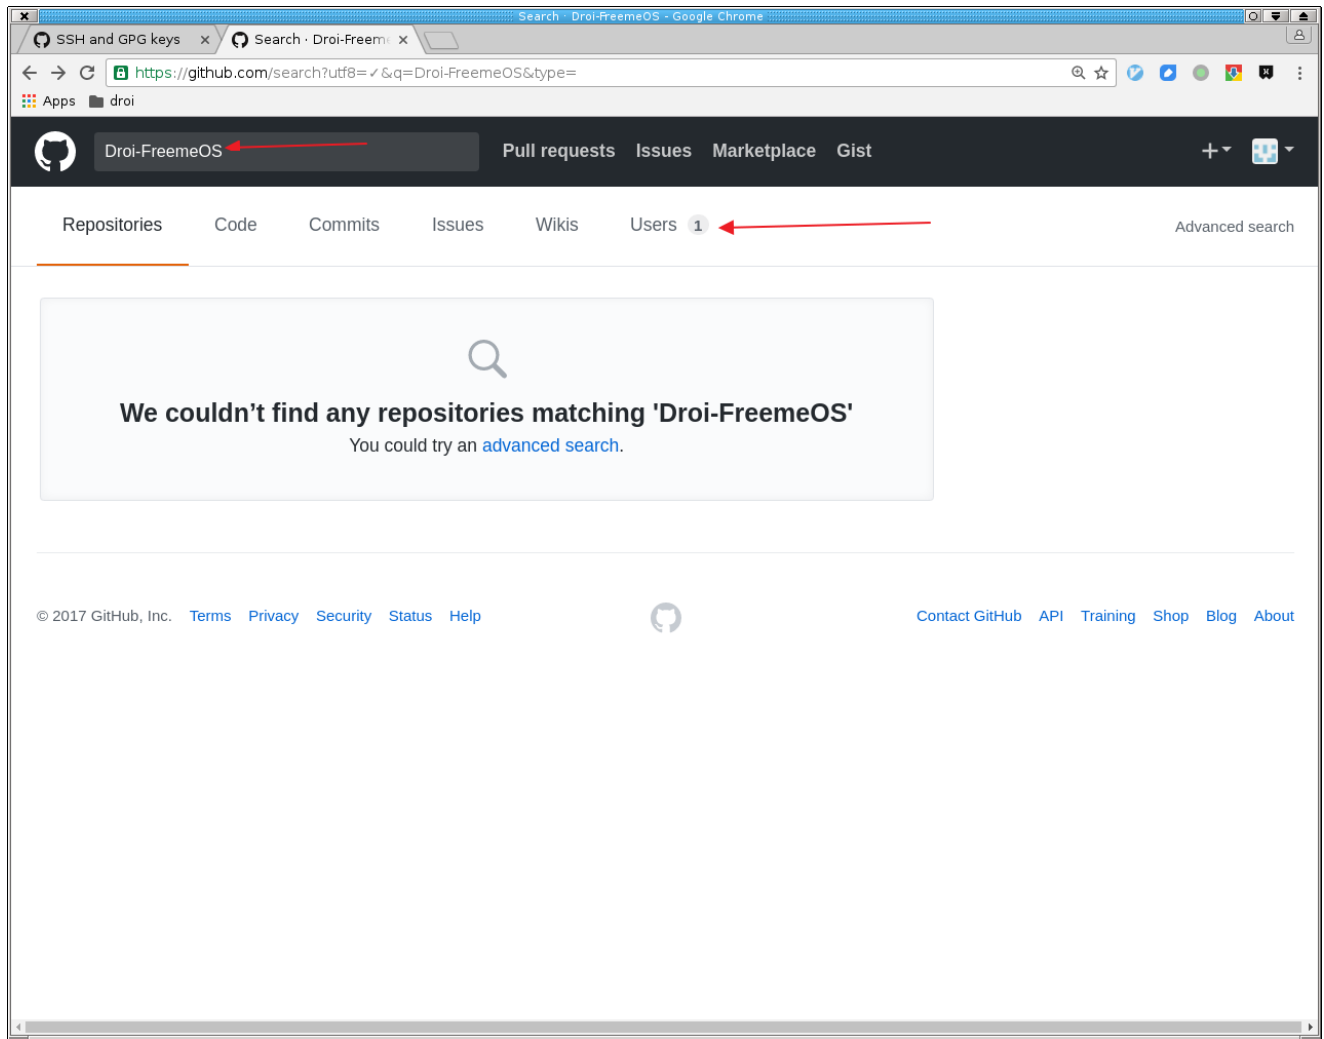 Search · Droi-FreemeOS - Google Chrome
SSH and GPG keys
Search · Droi-Freem
https://github.com/search?utf8=✓&q=Droi-FreemeOS&type=
Apps droi
Droi-FreemeOS Pull requests Issues Marketplace Gist
Repositories Code Commits Issues Wikis Users 1 Advanced search
We couldn’t find any repositories matching 'Droi-FreemeOS'
You could try an advanced search.
© 2017 GitHub, Inc. Terms Privacy Security Status Help Contact GitHub API Training Shop Blog About